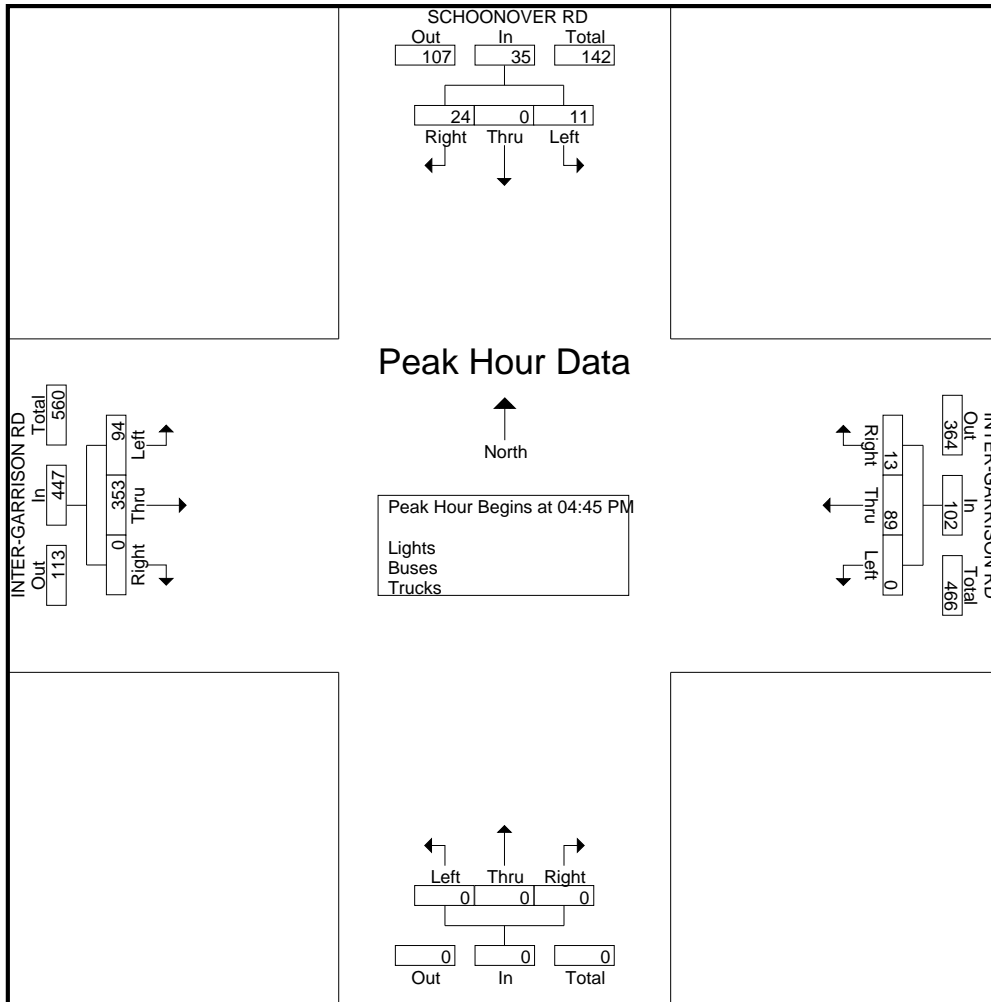 SCHOONOVER RD
Out In Total
107 35 142
24 0 11
Right Thru Left
Peak Hour Data
North
Peak Hour Begins at 04:45 PM
Lights
Buses
Trucks
INTER-GARRISON RD
Out In Total
113 447 560
94 353 0
Left Thru Right
INTER-GARRISON RD
Out In Total
364 102 466
13 89 0
Right Thru Left
Left Thru Right
0 0 0
0 0 0
Out In Total